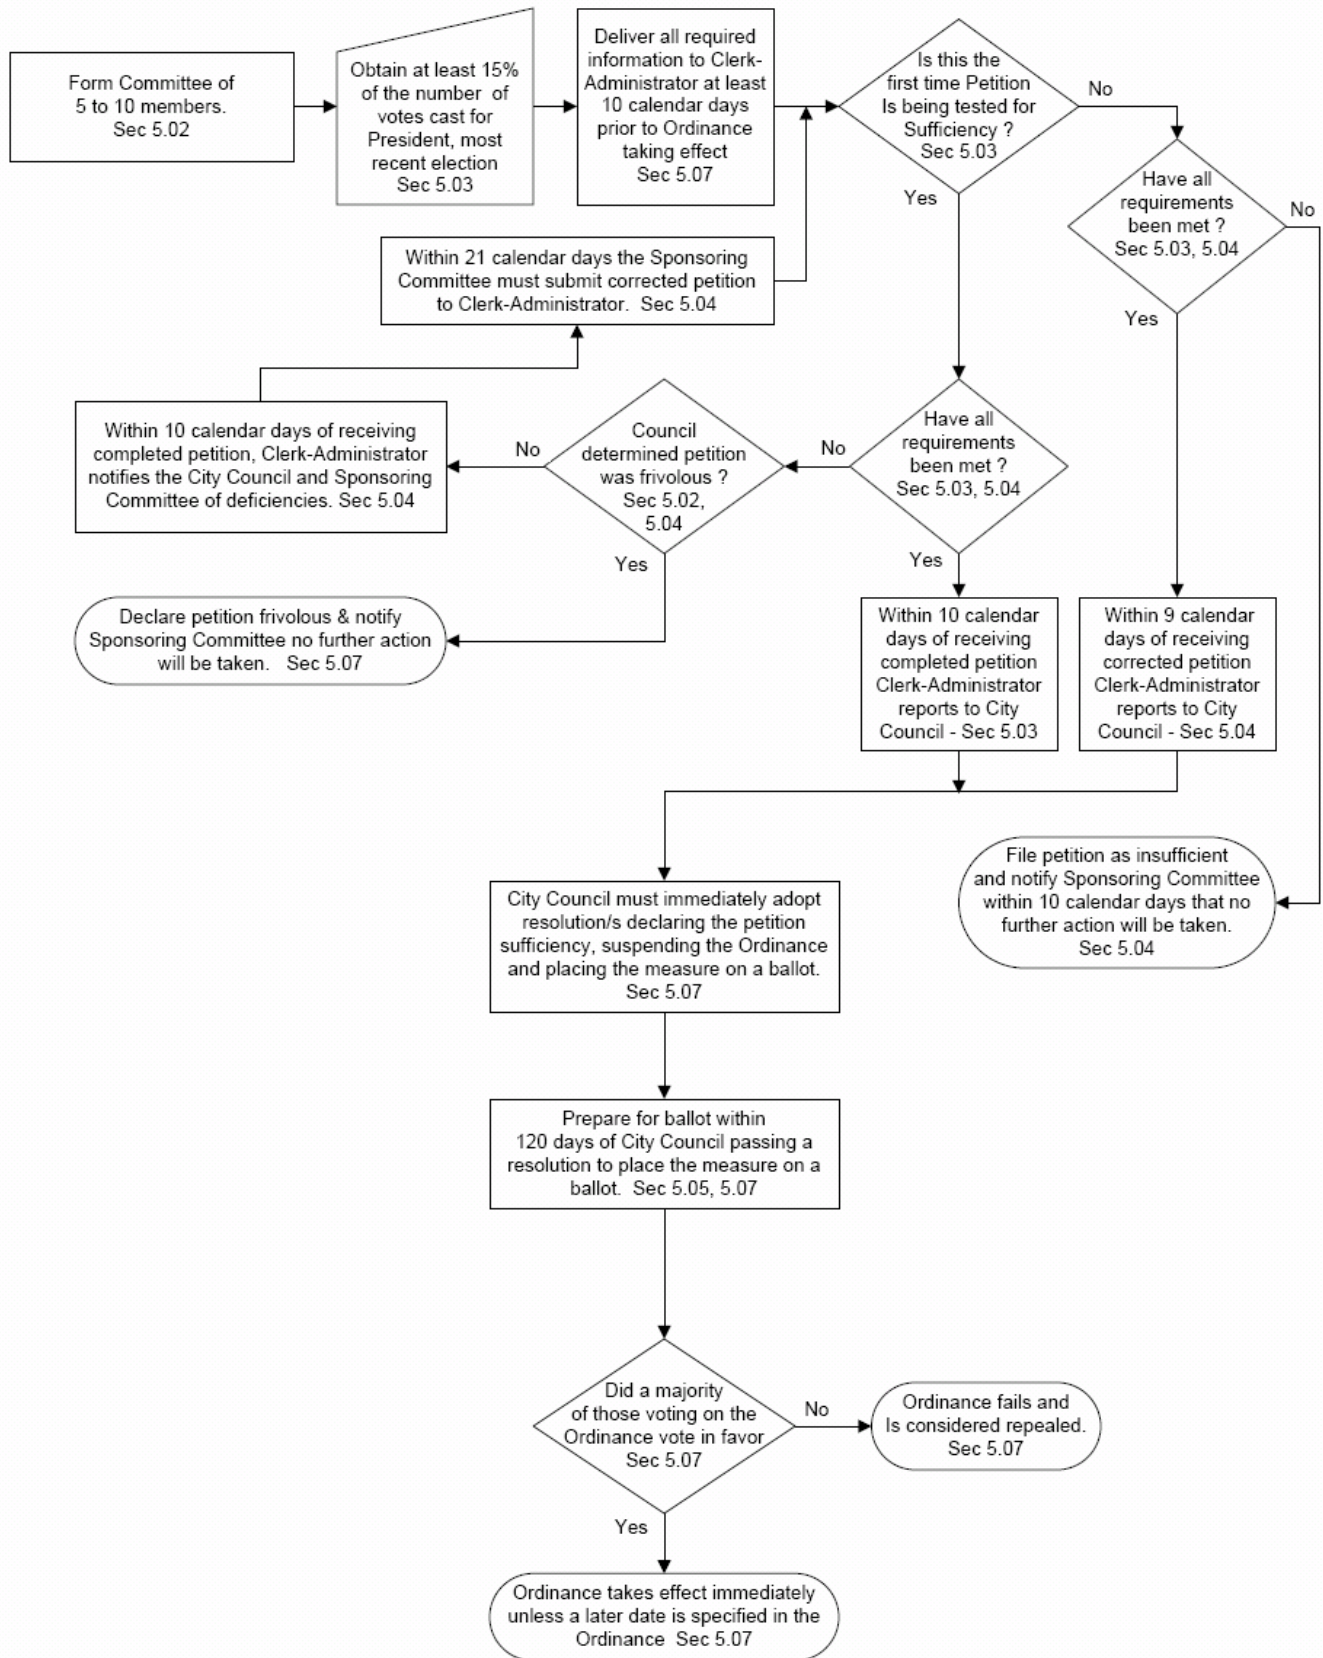 Form Committee of
5 to 10 members.
Sec 5.02
Obtain at least 15%
of the number of
votes cast for
President, most
recent election
Sec 5.03
Deliver all required
information to Clerk-
Administrator at least
10 calendar days
prior to Ordinance
taking effect
Sec 5.07
Is this the
first time Petition
Is being tested for
Sufficiency ?
Sec 5.03
No
Yes
Have all
requirements
been met ?
Sec 5.03, 5.04
No
Yes
Within 21 calendar days the Sponsoring
Committee must submit corrected petition
to Clerk-Administrator. Sec 5.04
Within 10 calendar days of receiving
completed petition, Clerk-Administrator
notifies the City Council and Sponsoring
Committee of deficiencies. Sec 5.04
No
Council
determined petition
was frivolous ?
Sec 5.02,
5.04
Yes
No
Have all
requirements
been met ?
Sec 5.03, 5.04
Yes
Declare petition frivolous & notify
Sponsoring Committee no further action
will be taken. Sec 5.07
Within 10 calendar
days of receiving
completed petition
Clerk-Administrator
reports to City
Council - Sec 5.03
Within 9 calendar
days of receiving
corrected petition
Clerk-Administrator
reports to City
Council - Sec 5.04
File petition as insufficient
and notify Sponsoring Committee
within 10 calendar days that no
further action will be taken.
Sec 5.04
City Council must immediately adopt
resolution/s declaring the petition
sufficiency, suspending the Ordinance
and placing the measure on a ballot.
Sec 5.07
Prepare for ballot within
120 days of City Council passing a
resolution to place the measure on a
ballot. Sec 5.05, 5.07
Did a majority
of those voting on the
Ordinance vote in favor
Sec 5.07
No
Ordinance fails and
Is considered repealed.
Sec 5.07
Yes
Ordinance takes effect immediately
unless a later date is specified in the
Ordinance Sec 5.07